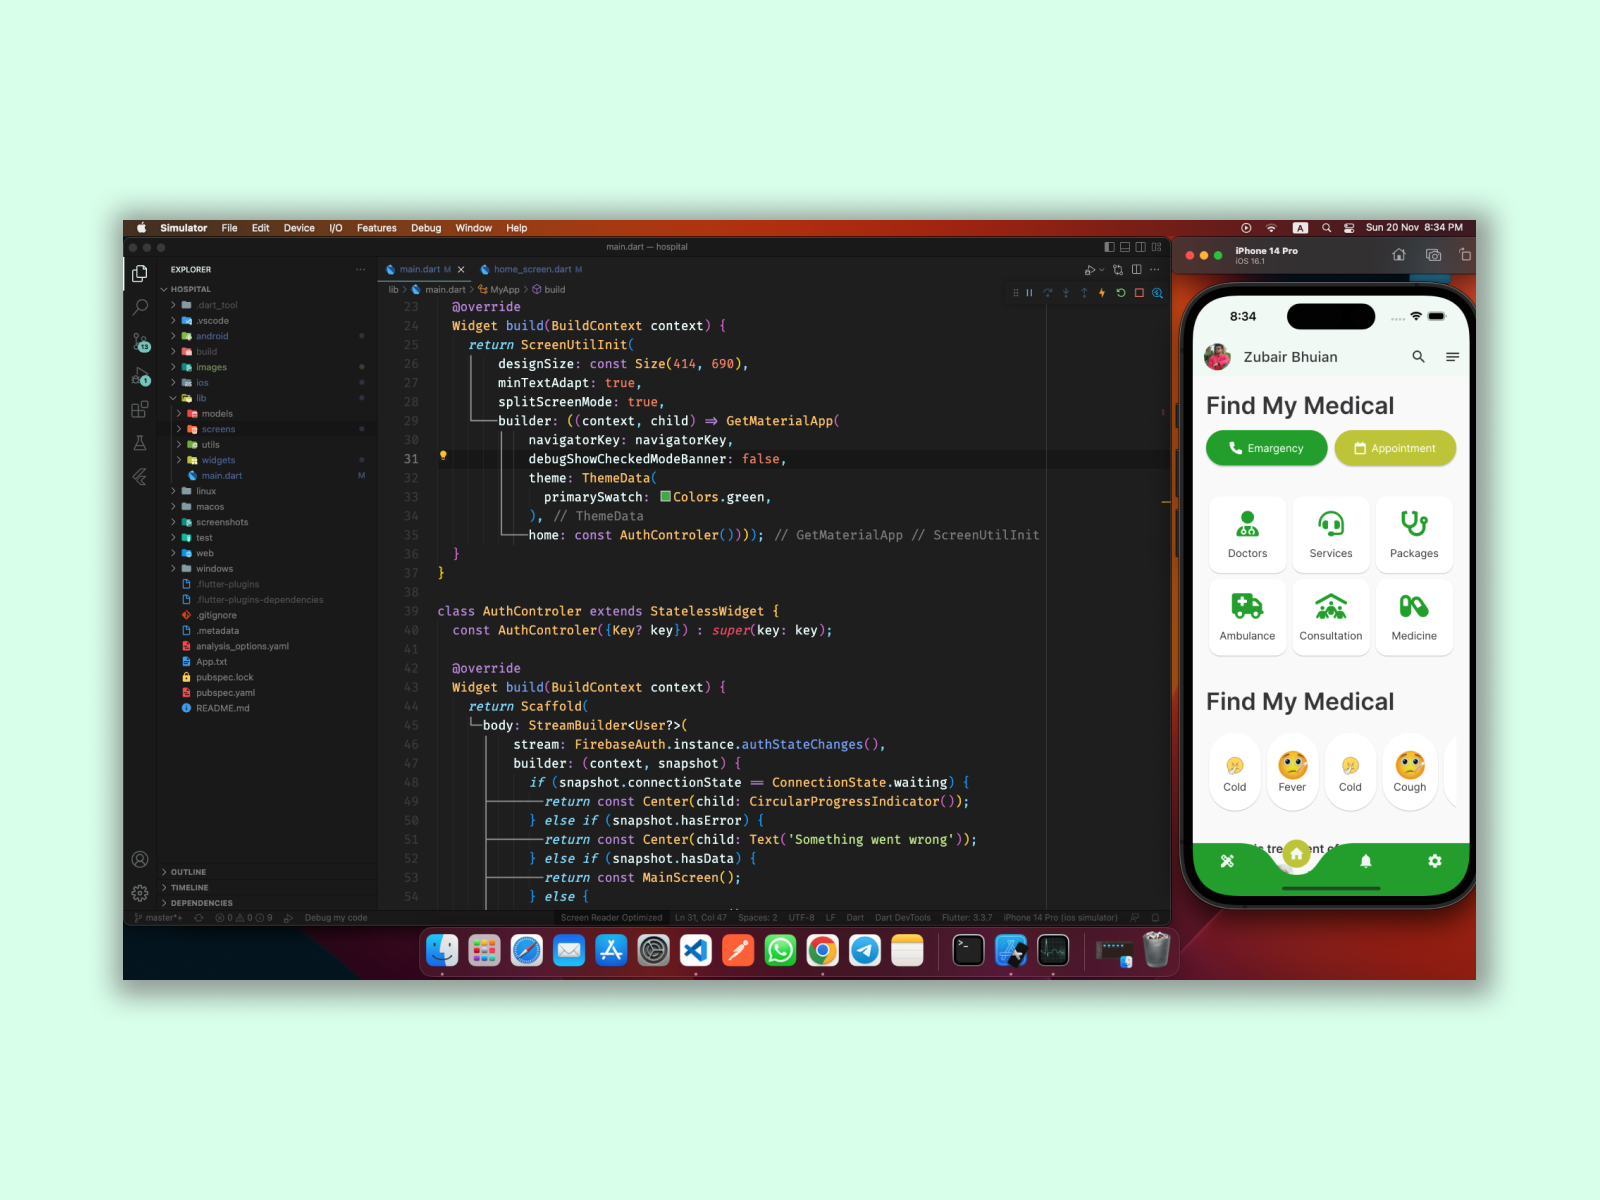 Simulator File Edit Device I/O Features Debug Window Help
A Sun 20 Nov 8:34 PM
main.dart — hospital
EXPLORER
HOSPITAL
.dart_tool
.vscode
android
build
images
ios
lib
models
screens
utils
widgets
main.dart M
linux
macos
screenshots
test
web
windows
.flutter-plugins
.flutter-plugins-dependencies
.gitignore
.metadata
analysis_options.yaml
App.txt
pubspec.lock
pubspec.yaml
README.md
OUTLINE
TIMELINE
DEPENDENCIES
13
1
main.dart M home_screen.dart M
lib > main.dart > MyApp > build
23 @override
24 Widget build(BuildContext context) {
25 return ScreenUtilInit(
26 designSize: const Size(414, 690),
27 minTextAdapt: true,
28 splitScreenMode: true,
29 builder: ((context, child) => GetMaterialApp(
30 navigatorKey: navigatorKey,
31 debugShowCheckedModeBanner: false,
32 theme: ThemeData(
33 primarySwatch: Colors.green,
34 ), // ThemeData
35 home: const AuthControler()))); // GetMaterialApp // ScreenUtilInit
36 }
37 }
38
39 class AuthControler extends StatelessWidget {
40 const AuthControler({Key? key}) : super(key: key);
41
42 @override
43 Widget build(BuildContext context) {
44 return Scaffold(
45 body: StreamBuilder<User?>(
46 stream: FirebaseAuth.instance.authStateChanges(),
47 builder: (context, snapshot) {
48 if (snapshot.connectionState == ConnectionState.waiting) {
49 return const Center(child: CircularProgressIndicator());
50 } else if (snapshot.hasError) {
51 return const Center(child: Text('Something went wrong'));
52 } else if (snapshot.hasData) {
53 return const MainScreen();
54 } else {
master*+ 0 0 9 Debug my code
Screen Reader Optimized Ln 31, Col 47 Spaces: 2 UTF-8 LF Dart Dart DevTools Flutter: 3.3.7 iPhone 14 Pro (ios simulator)
iPhone 14 Pro
iOS 16.1
8:34
Zubair Bhuian
Find My Medical
Emargency Appointment
Doctors Services Packages
Ambulance Consultation Medicine
Find My Medical
Cold Fever Cold Cough